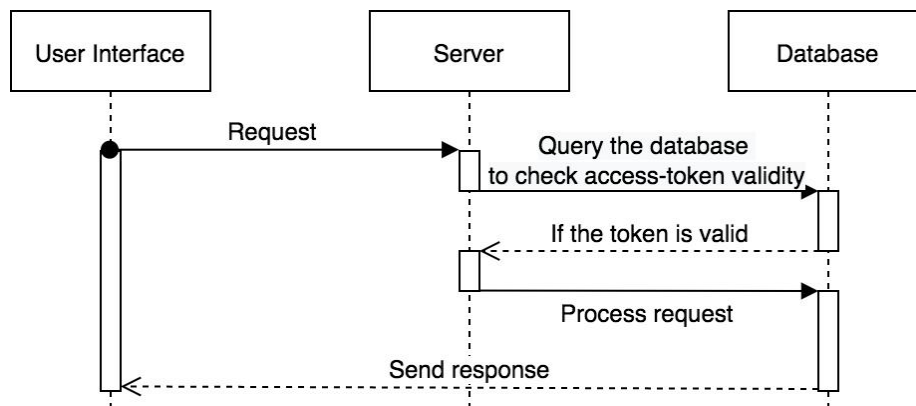 User Interface
Server
Database
Request
Query the database
to check access-token validity
If the token is valid
Process request
Send response